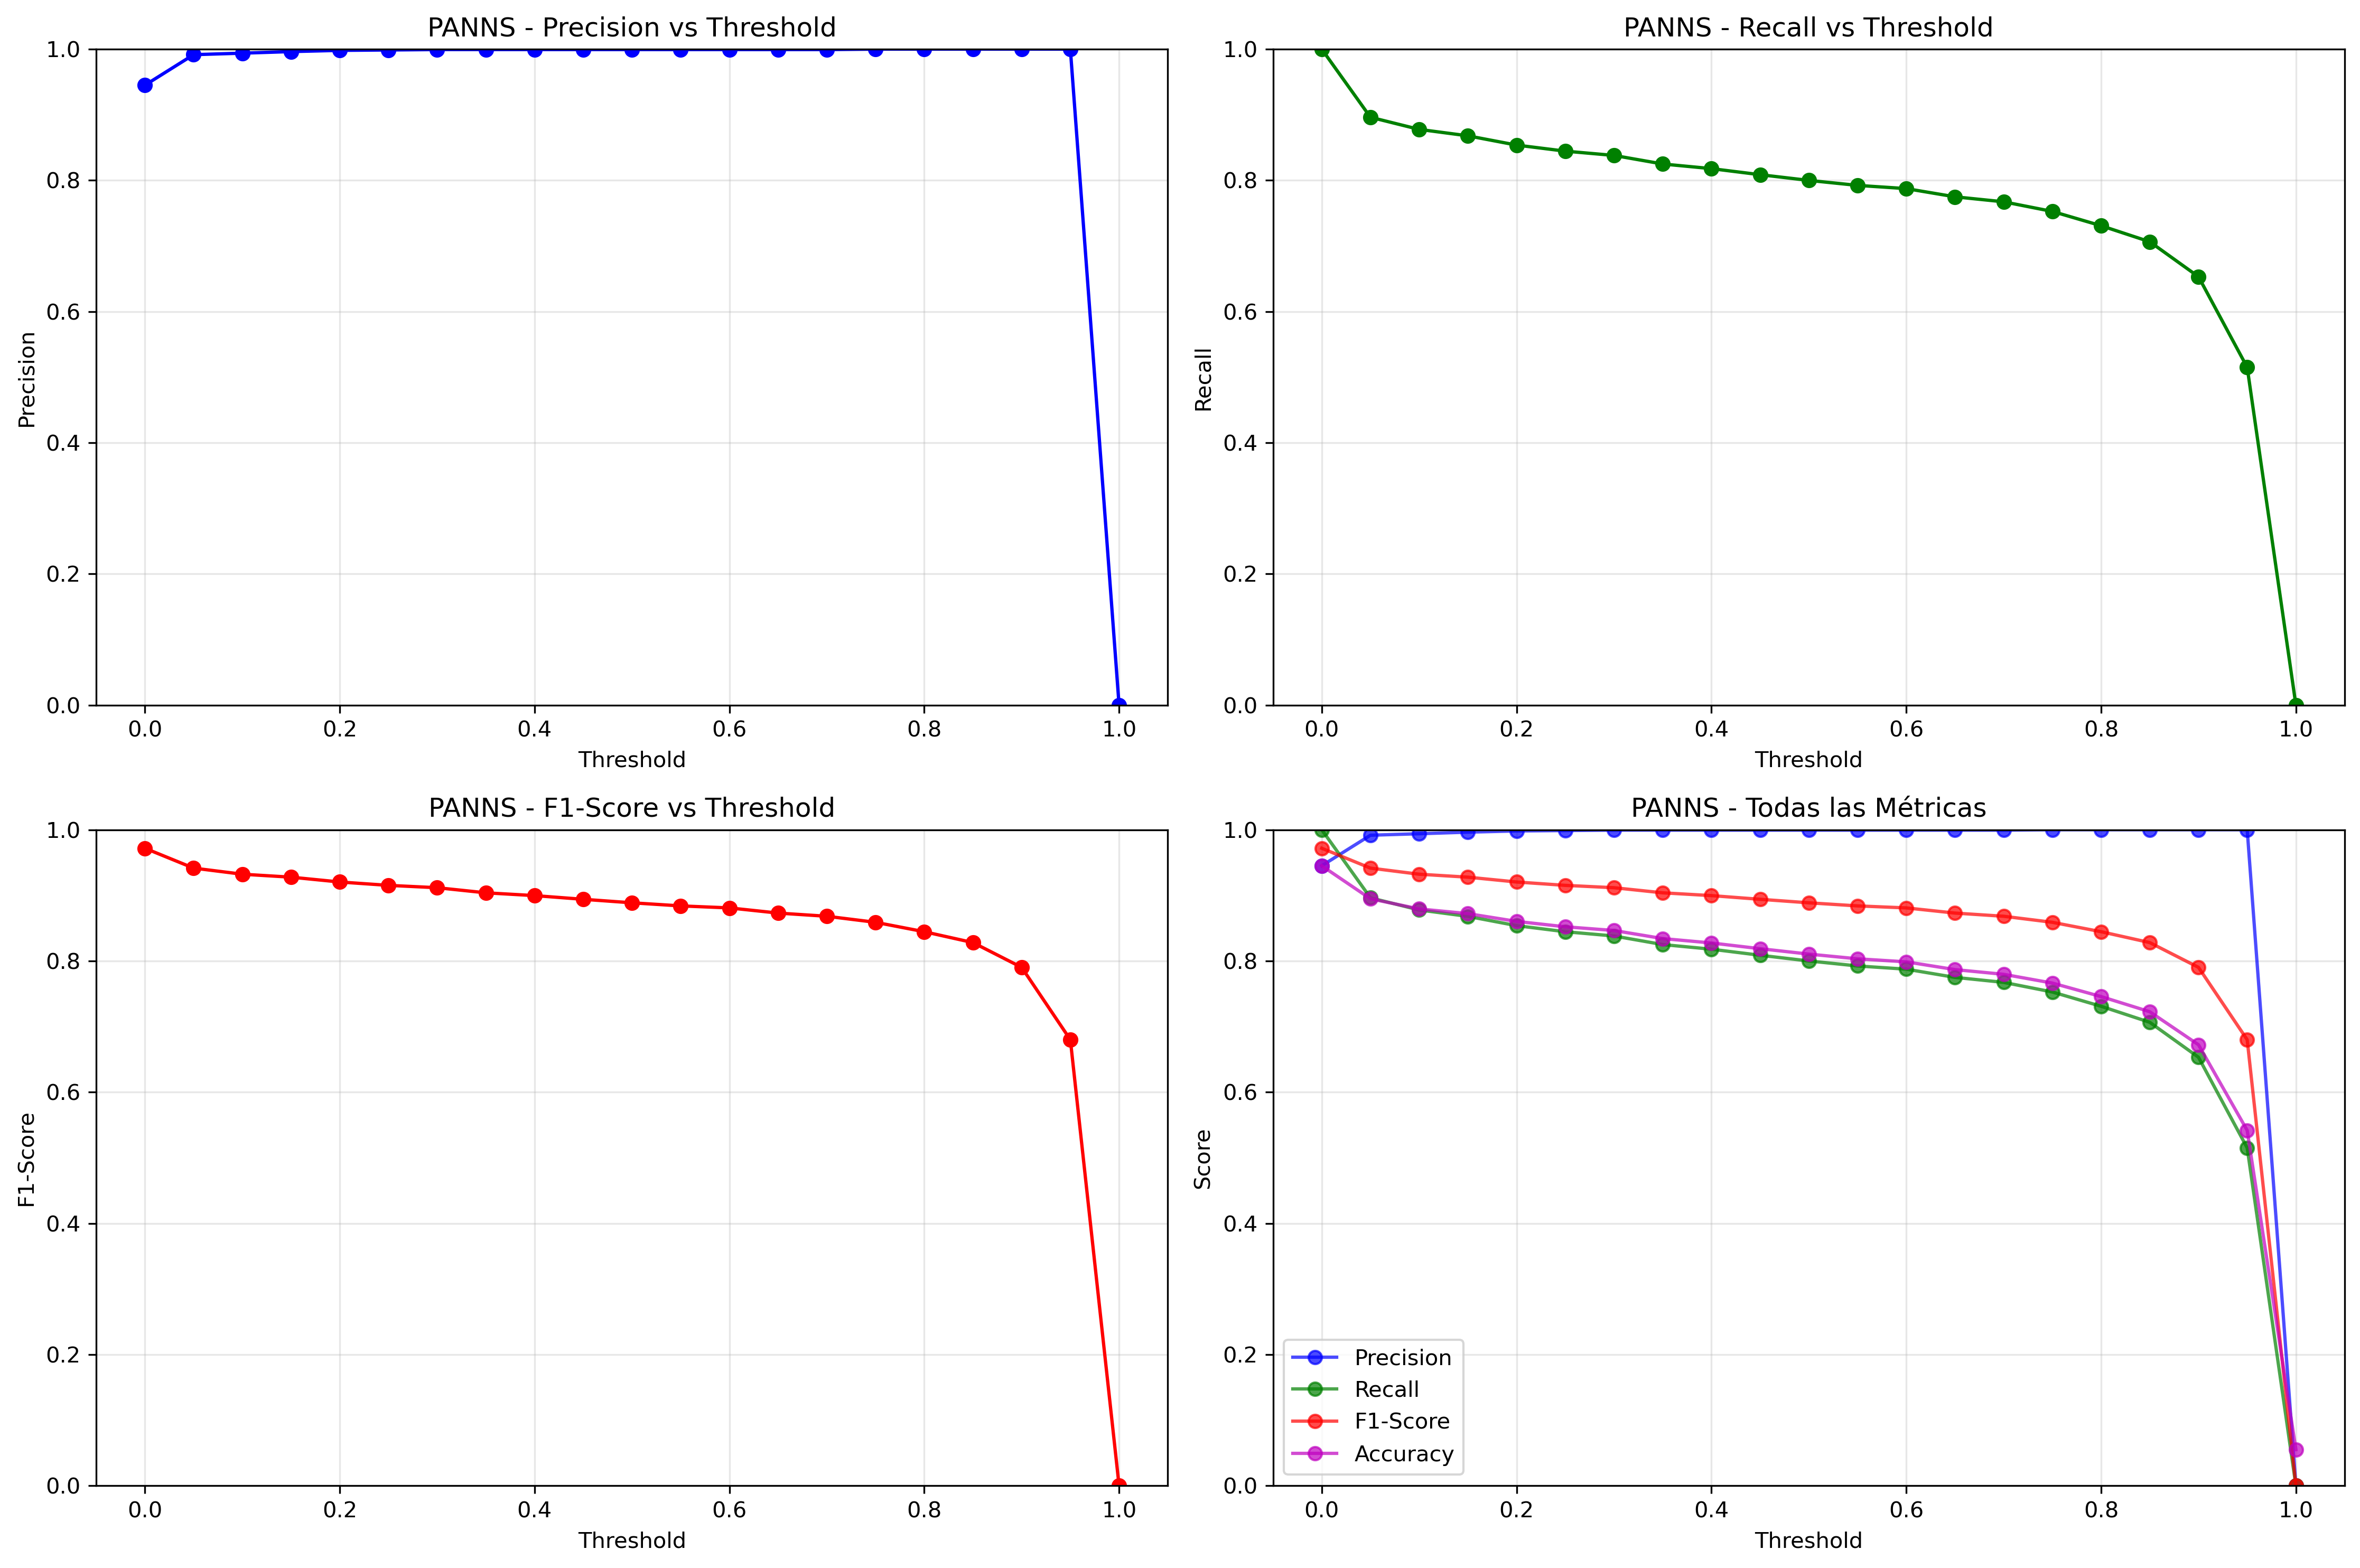 PANNS - Precision vs Threshold
Precision
1.0
0.8
0.6
0.4
0.2
0.0
0.0 0.2 0.4 0.6 0.8 1.0
Threshold
PANNS - Recall vs Threshold
Recall
1.0
0.8
0.6
0.4
0.2
0.0
0.0 0.2 0.4 0.6 0.8 1.0
Threshold
PANNS - F1-Score vs Threshold
F1-Score
1.0
0.8
0.6
0.4
0.2
0.0
0.0 0.2 0.4 0.6 0.8 1.0
Threshold
PANNS - Todas las Métricas
Score
1.0
0.8
0.6
0.4
0.2
0.0
Precision
Recall
F1-Score
Accuracy
0.0 0.2 0.4 0.6 0.8 1.0
Threshold